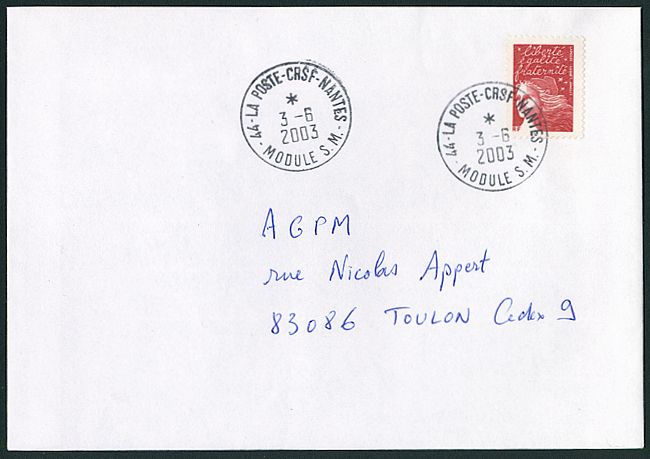 44-LA POSTE-CRSF-NANTES
*
3 -6
2003
- MODULE S. M. -
44-LA POSTE-CRSF-NANTES
*
3 -6
2003
- MODULE S. M. -
liberté
égalité
fraternité
AGPM
rue Nicolas Appert
83086 TOULON Cedex 9